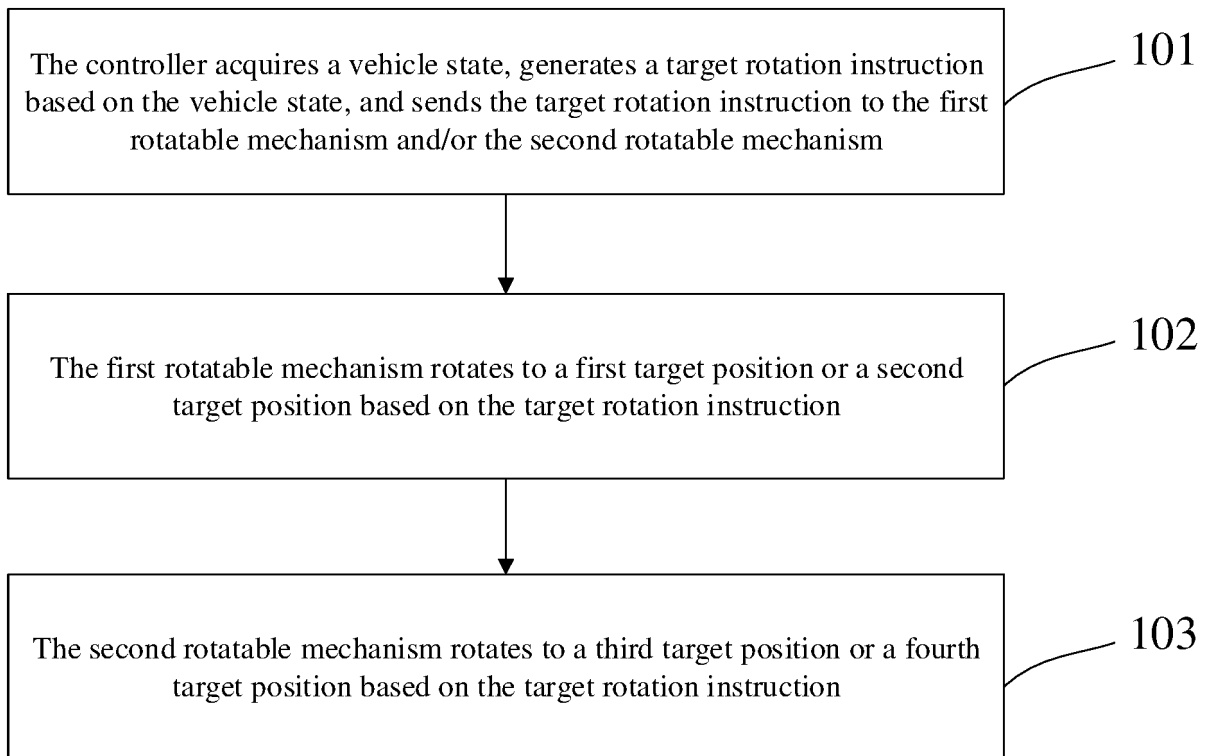 The controller acquires a vehicle state, generates a target rotation instruction
based on the vehicle state, and sends the target rotation instruction to the first
rotatable mechanism and/or the second rotatable mechanism
101
The first rotatable mechanism rotates to a first target position or a second
target position based on the target rotation instruction
102
The second rotatable mechanism rotates to a third target position or a fourth
target position based on the target rotation instruction
103